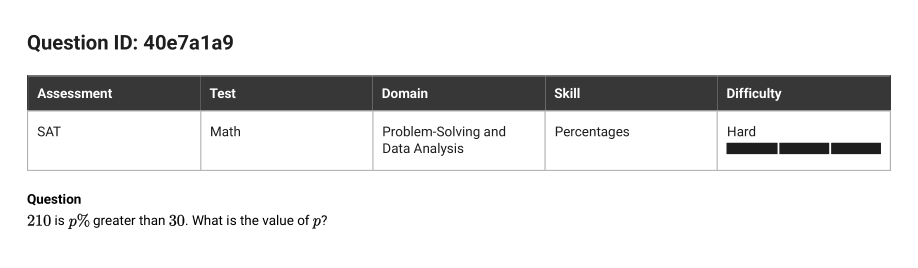 Question ID: 40e7a1a9
Assessment Test Domain Skill Difficulty
SAT Math Problem-Solving and Data Analysis Percentages Hard
Question
210 is p% greater than 30. What is the value of p?